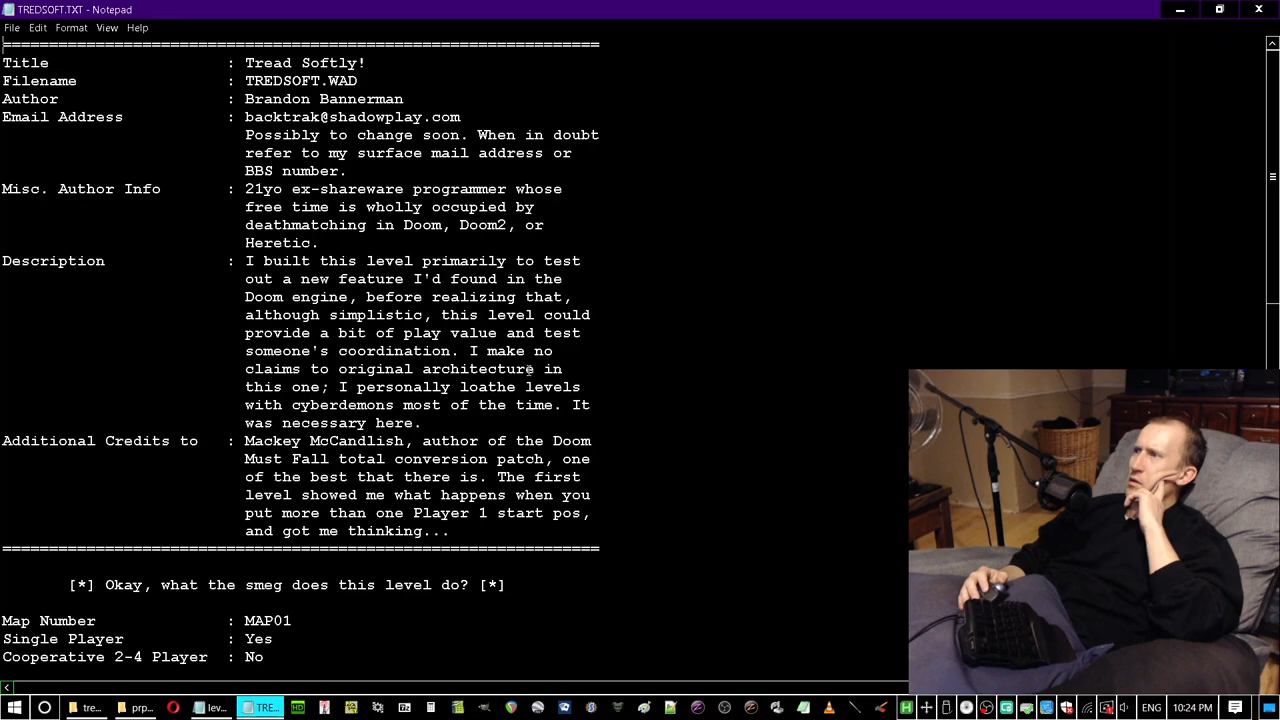 TREDSOFT.TXT - Notepad
File Edit Format View Help
================================================================
Title : Tread Softly!
Filename : TREDSOFT.WAD
Author : Brandon Bannerman
Email Address : backtrak@shadowplay.com
Possibly to change soon. When in doubt
refer to my surface mail address or
BBS number.
Misc. Author Info : 21yo ex-shareware programmer whose
free time is wholly occupied by
deathmatching in Doom, Doom2, or
Heretic.
Description : I built this level primarily to test
out a new feature I'd found in the
Doom engine, before realizing that,
although simplistic, this level could
provide a bit of play value and test
someone's coordination. I make no
claims to original architecture in
this one; I personally loathe levels
with cyberdemons most of the time. It
was necessary here.
Additional Credits to : Mackey McCandlish, author of the Doom
Must Fall total conversion patch, one
of the best that there is. The first
level showed me what happens when you
put more than one Player 1 start pos,
and got me thinking...
================================================================
[*] Okay, what the smeg does this level do? [*]
Map Number : MAP01
Single Player : Yes
Cooperative 2-4 Player : No
tre... prp... lev... TRE... ENG 10:24 PM